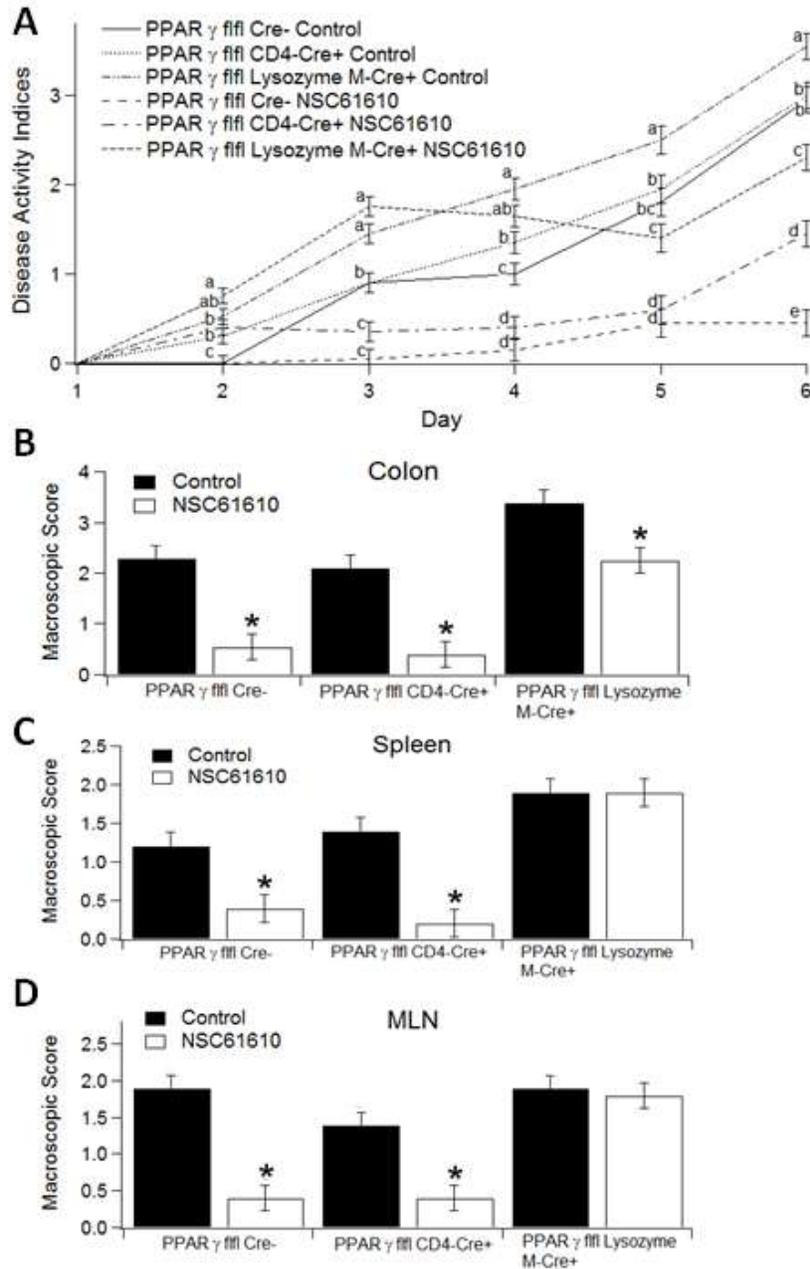 A
PPAR γ flfl Cre- Control
PPAR γ flfl CD4-Cre+ Control
PPAR γ flfl Lysozyme M-Cre+ Control
PPAR γ flfl Cre- NSC61610
PPAR γ flfl CD4-Cre+ NSC61610
PPAR γ flfl Lysozyme M-Cre+ NSC61610
Disease Activity Indices
3
2
1
0
a
ab
b
b
c
a
a
b
c
c
a
ab
b
c
d
d
a
b
bc
c
d
d
a
b
b
c
d
e
1 2 3 4 5 6
Day
B
Colon
Control
NSC61610
Macroscopic Score
4
3
2
1
0
* * *
PPAR γ flfl Cre- PPAR γ flfl CD4-Cre+ PPAR γ flfl Lysozyme
M-Cre+
C
Spleen
Control
NSC61610
Macroscopic Score
2.5
2.0
1.5
1.0
0.5
0.0
* *
PPAR γ flfl Cre- PPAR γ flfl CD4-Cre+ PPAR γ flfl Lysozyme
M-Cre+
D
MLN
Control
NSC61610
Macroscopic Score
2.5
2.0
1.5
1.0
0.5
0.0
* *
PPAR γ flfl Cre- PPAR γ flfl CD4-Cre+ PPAR γ flfl Lysozyme
M-Cre+